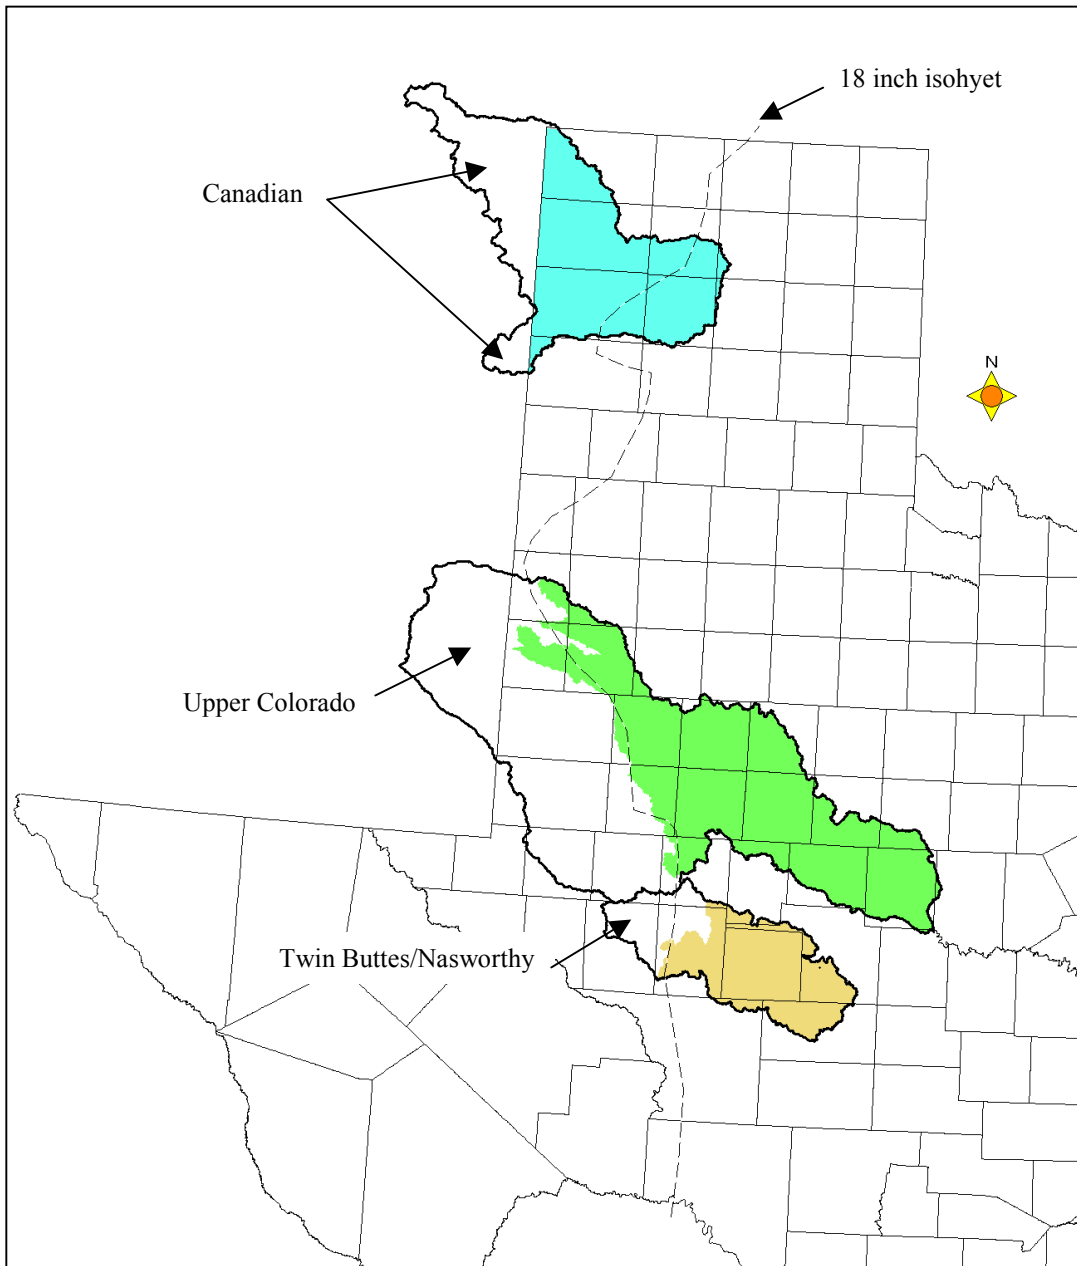 18 inch isohyet
Canadian
N
Upper Colorado
Twin Buttes/Nasworthy